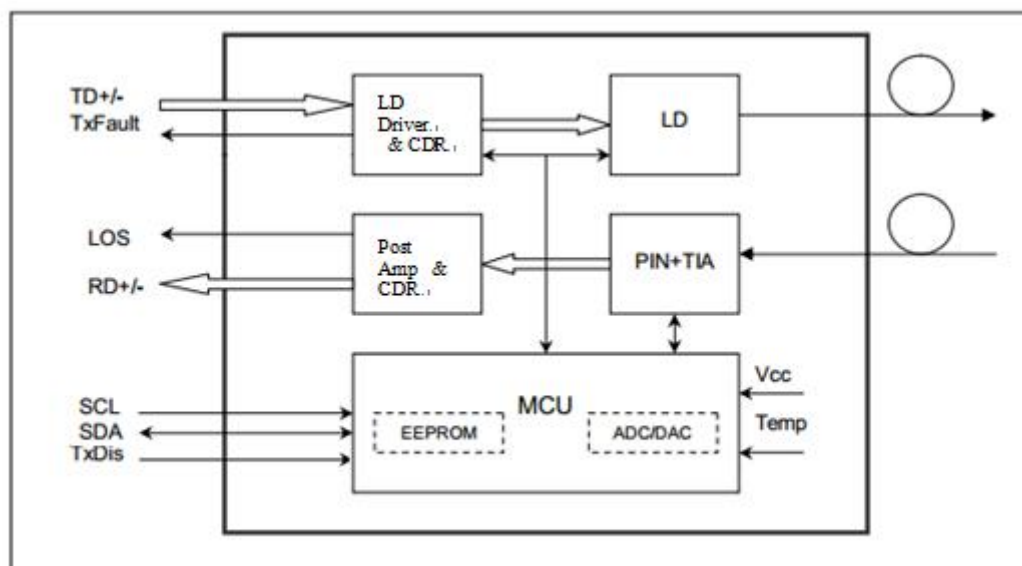 TD+/-
TxFault
LD
Driver.
& CDR.
LD
LOS
RD+/-
Post
Amp &
CDR.
PIN+TIA
SCL
SDA
TxDis
MCU
EEPROM
ADC/DAC
Vcc
Temp